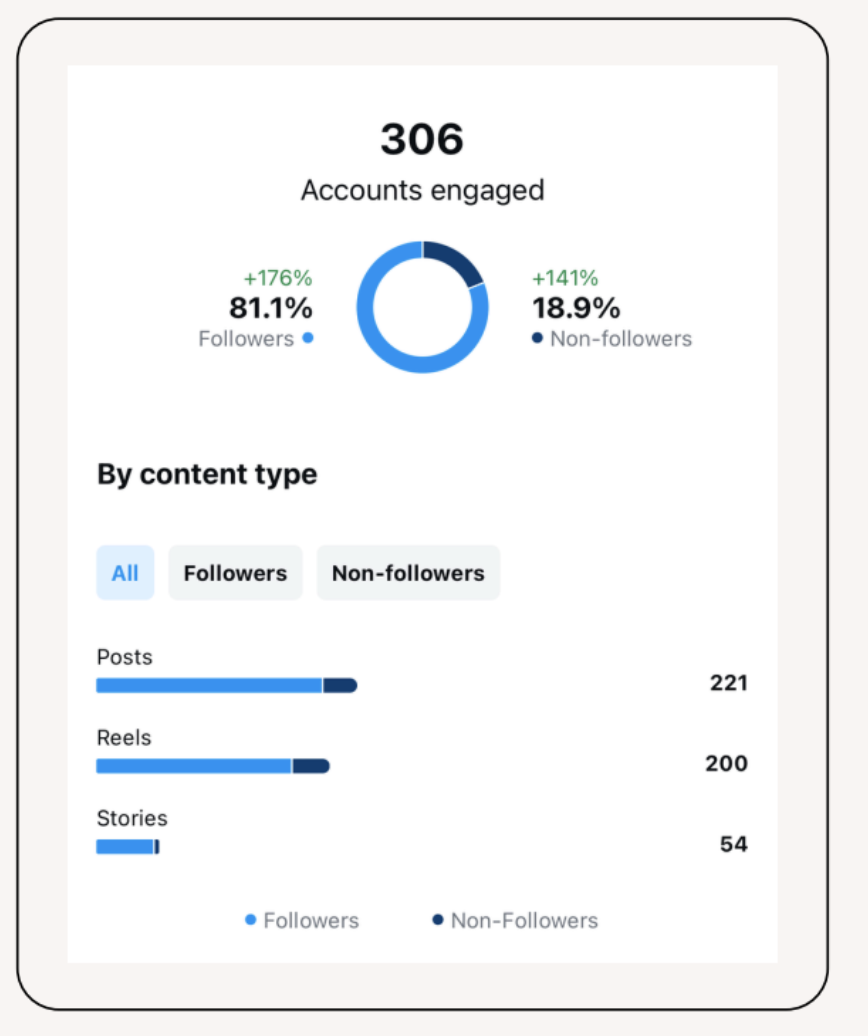 306
Accounts engaged
+176%
81.1%
Followers
+141%
18.9%
Non-followers
By content type
All
Followers
Non-followers
Posts
221
Reels
200
Stories
54
Followers
Non-Followers